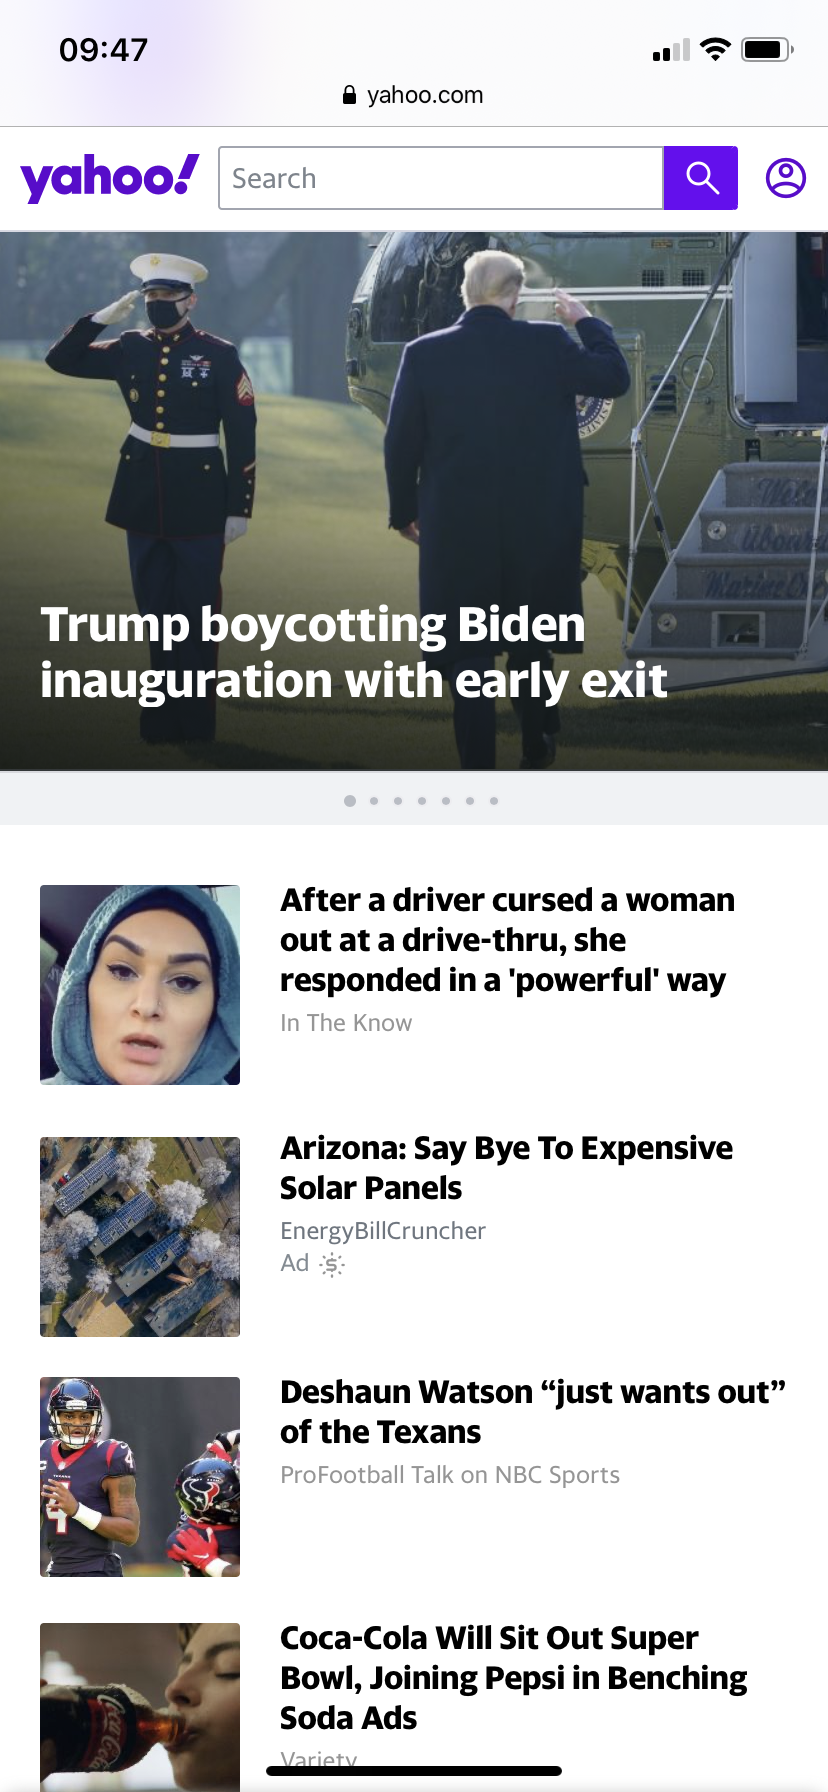 09:47
yahoo.com
yahoo!
Search
Trump boycotting Biden
inauguration with early exit
After a driver cursed a woman
out at a drive-thru, she
responded in a 'powerful' way
In The Know
Arizona: Say Bye To Expensive
Solar Panels
EnergyBillCruncher
Ad
Deshaun Watson “just wants out”
of the Texans
ProFootball Talk on NBC Sports
Coca-Cola Will Sit Out Super
Bowl, Joining Pepsi in Benching
Soda Ads
Variety
Coca-Cola